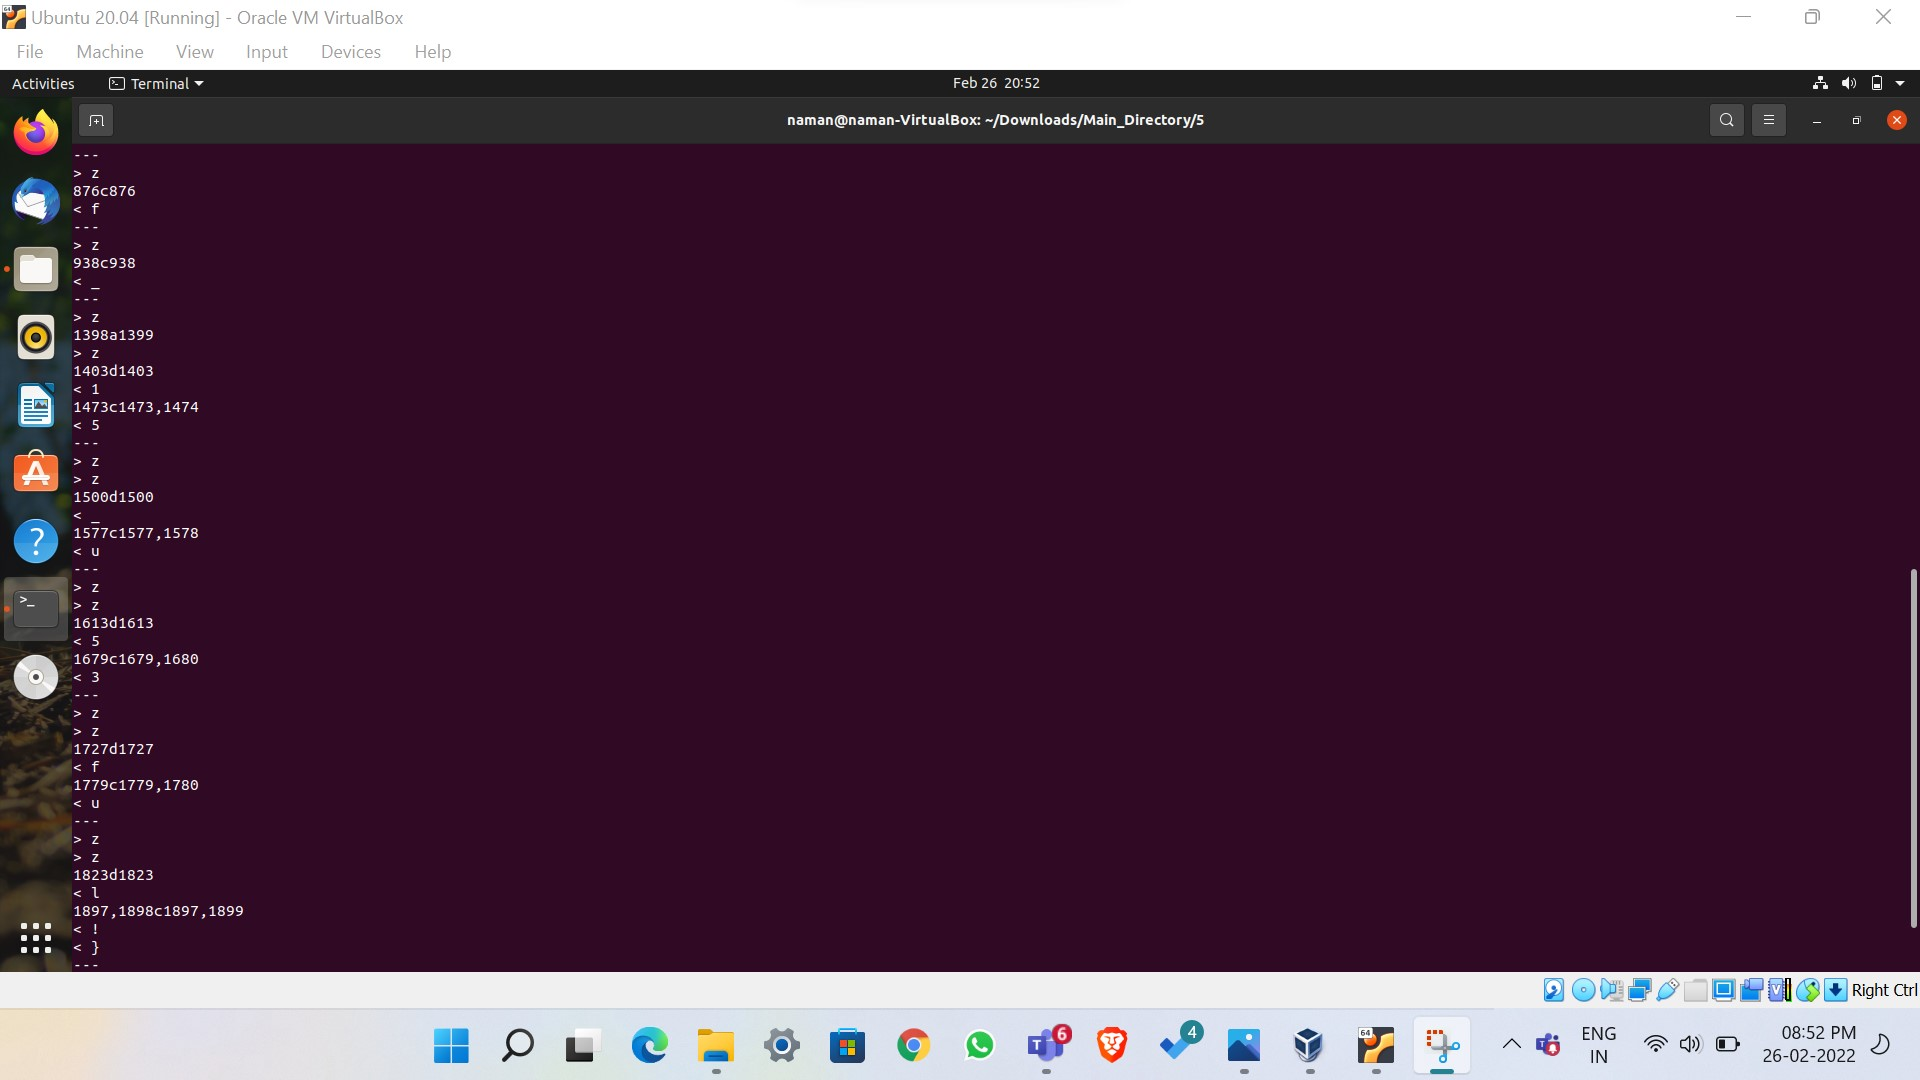 Ubuntu 20.04 [Running] - Oracle VM VirtualBox
File Machine View Input Devices Help
Activities Terminal Feb 26 20:52
naman@naman-VirtualBox: ~/Downloads/Main_Directory/5
---
> z
876c876
< f
---
> z
938c938
< _
---
> z
1398a1399
> z
1403d1403
< 1
1473c1473,1474
< 5
---
> z
> z
1500d1500
< _
1577c1577,1578
< u
---
> z
> z
1613d1613
< 5
1679c1679,1680
< 3
---
> z
> z
1727d1727
< f
1779c1779,1780
< u
---
> z
> z
1823d1823
< l
1897,1898c1897,1899
< !
< }
---
Right Ctrl
6
4
64
ENG
IN
08:52 PM
26-02-2022